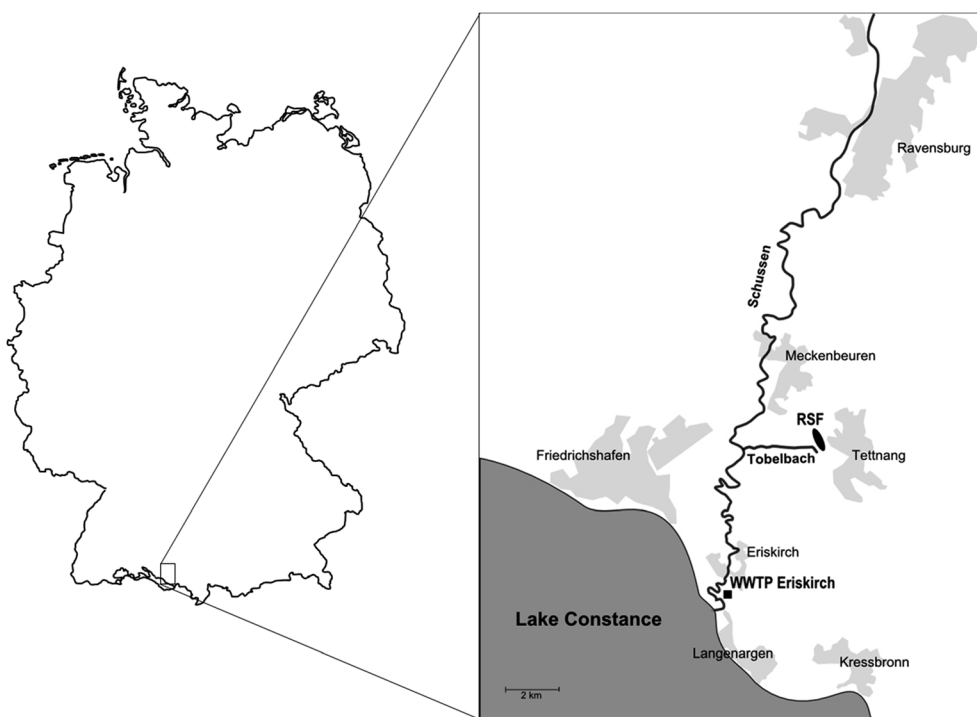 Ravensburg
Schussen
Meckenbeuren
RSF
Friedrichshafen
Tobelbach
Tettnang
Eriskirch
WWTP Eriskirch
Lake Constance
Langenargen
Kressbronn
2 km